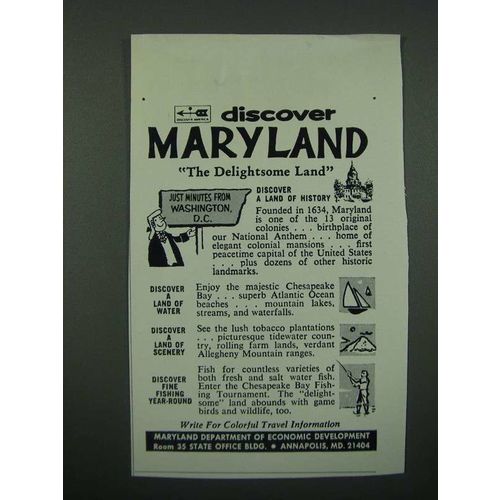 DISCOVER AMERICA
discover
MARYLAND
"The Delightsome Land"
JUST MINUTES FROM
WASHINGTON,
D.C.
DISCOVER
A LAND OF HISTORY
Founded in 1634, Maryland
is one of the 13 original
colonies . . . birthplace of
our National Anthem . . . home of
elegant colonial mansions . . . first
peacetime capital of the United States
. . . plus dozens of other historic
landmarks.
DISCOVER
A
LAND OF
WATER
Enjoy the majestic Chesapeake
Bay . . . superb Atlantic Ocean
beaches . . . mountain lakes,
streams, and waterfalls.
DISCOVER
A
LAND OF
SCENERY
See the lush tobacco plantations
. . . picturesque tidewater coun-
try, rolling farm lands, verdant
Allegheny Mountain ranges.
DISCOVER
FINE
FISHING
YEAR-ROUND
Fish for countless varieties of
both fresh and salt water fish.
Enter the Chesapeake Bay Fish-
ing Tournament. The "delight-
some" land abounds with game
birds and wildlife, too.
Write For Colorful Travel Information
MARYLAND DEPARTMENT OF ECONOMIC DEVELOPMENT
Room 35 STATE OFFICE BLDG. • ANNAPOLIS, MD. 21404